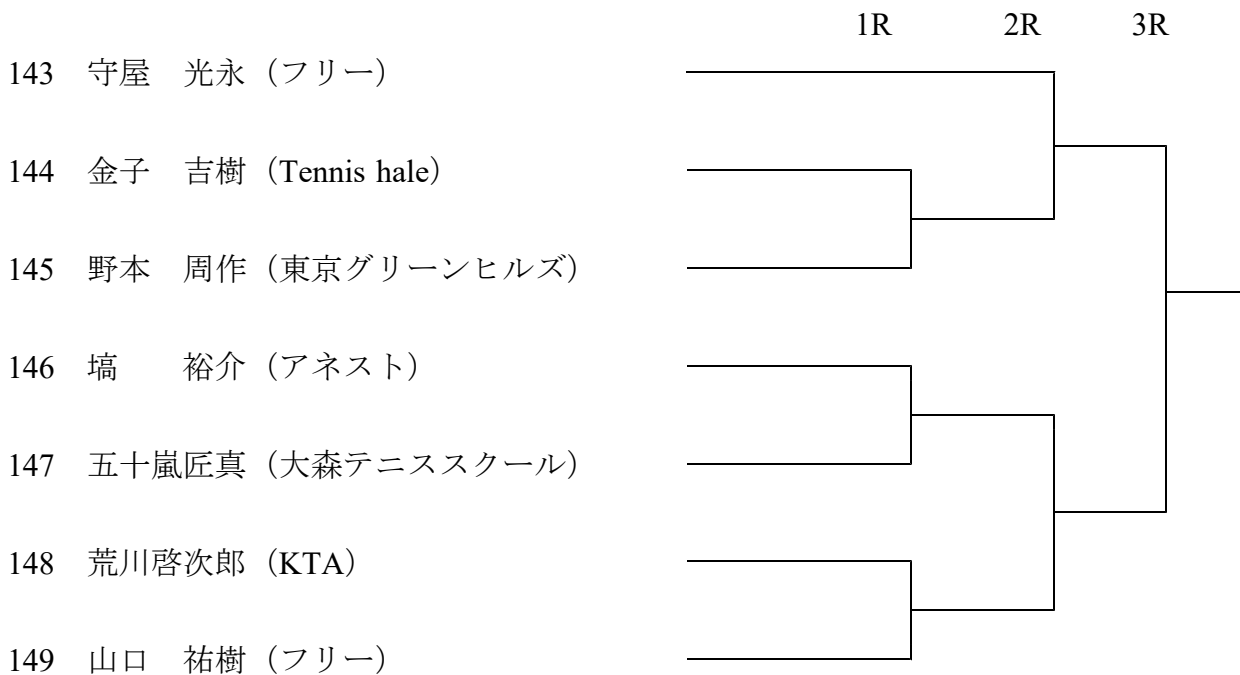 1R 2R 3R
143 守屋　光永（フリー）
144 金子　吉樹（Tennis hale）
145 野本　周作（東京グリーンヒルズ）
146 塙　　裕介（アネスト）
147 五十嵐匠真（大森テニススクール）
148 荒川啓次郎（KTA）
149 山口　祐樹（フリー）